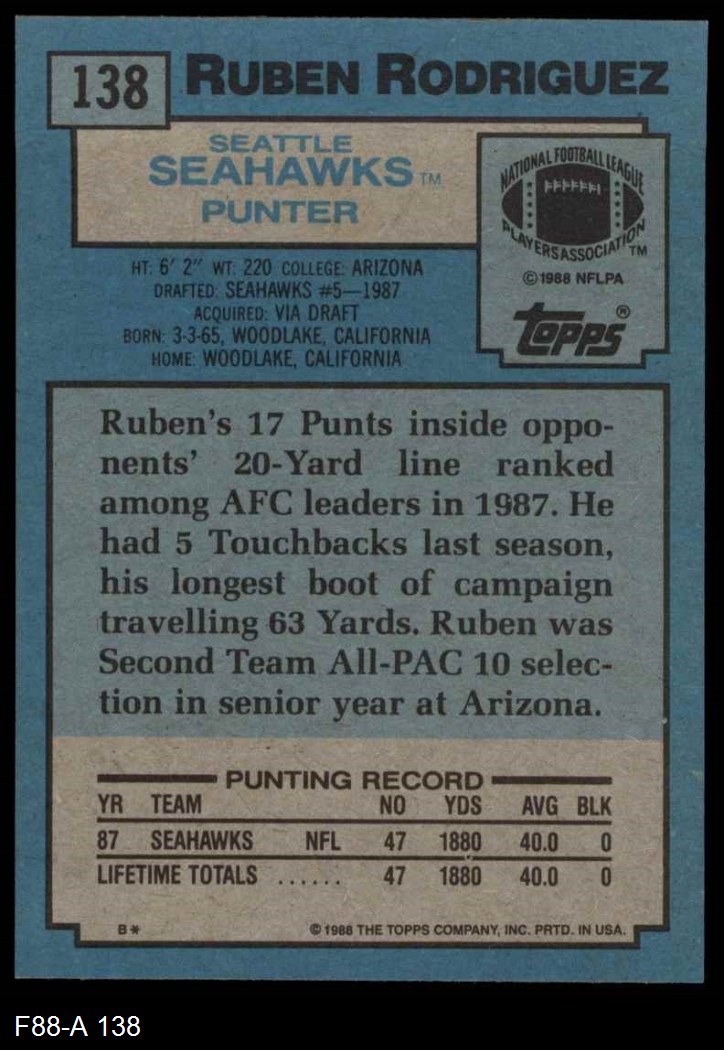 138
RUBEN RODRIGUEZ
SEATTLE
SEAHAWKS TM
PUNTER
NATIONAL FOOTBALL LEAGUE
PLAYERS ASSOCIATION TM
© 1988 NFLPA
topps®
HT: 6' 2" WT: 220 COLLEGE: ARIZONA
DRAFTED: SEAHAWKS #5—1987
ACQUIRED: VIA DRAFT
BORN: 3-3-65, WOODLAKE, CALIFORNIA
HOME: WOODLAKE, CALIFORNIA
Ruben's 17 Punts inside oppo-
nents' 20-Yard line ranked
among AFC leaders in 1987. He
had 5 Touchbacks last season,
his longest boot of campaign
travelling 63 Yards. Ruben was
Second Team All-PAC 10 selec-
tion in senior year at Arizona.
PUNTING RECORD
YR TEAM NO YDS AVG BLK
87 SEAHAWKS NFL 47 1880 40.0 0
LIFETIME TOTALS ...... 47 1880 40.0 0
B* © 1988 THE TOPPS COMPANY, INC. PRTD. IN USA.
F88-A 138